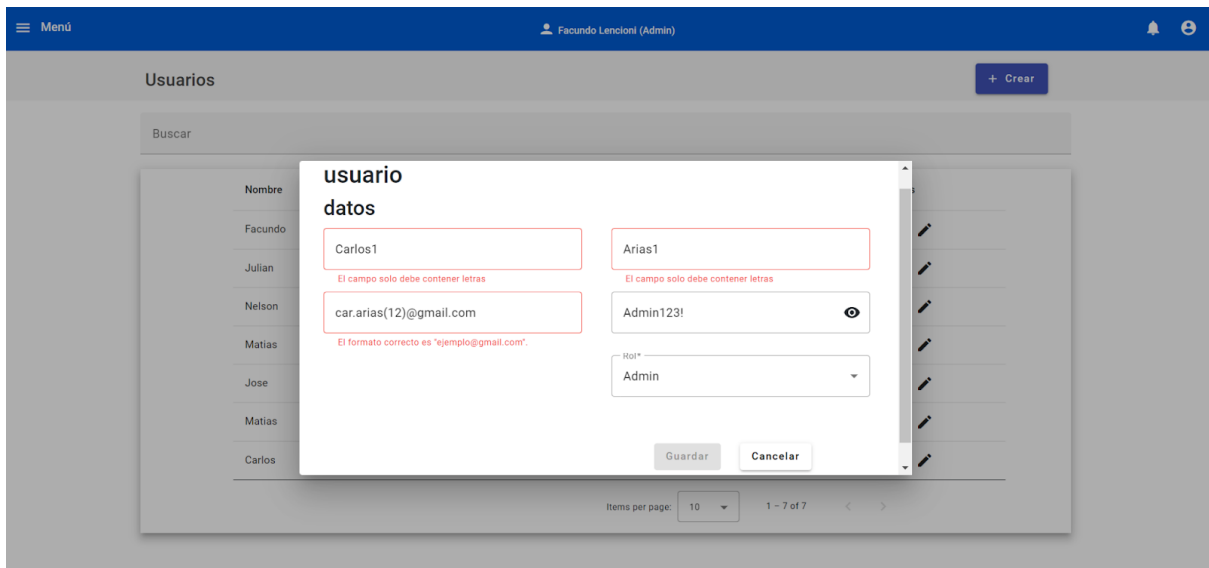 Menú
Facundo Lencioni (Admin)
Usuarios
+ Crear
Buscar
Nombre
usuario
datos
Facundo
Carlos1
Arias1
El campo solo debe contener letras
El campo solo debe contener letras
Julian
Nelson
car.arias(12)@gmail.com
Admin123!
El formato correcto es "ejemplo@gmail.com".
Matias
Rol*
Admin
Jose
Matias
Carlos
Guardar
Cancelar
Items per page: 10 1 – 7 of 7